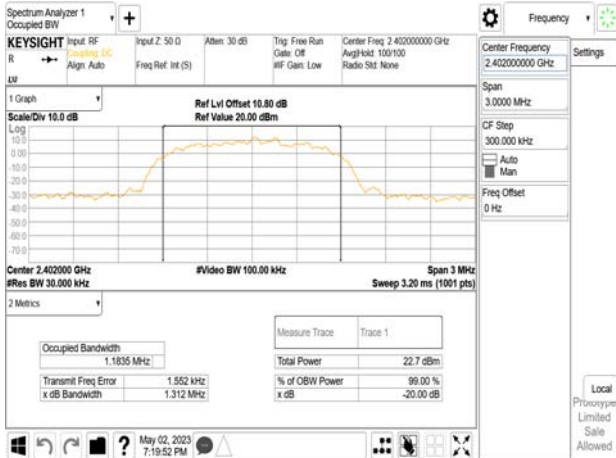 Spectrum Analyzer 1
Occupied BW
Frequency
KEYSIGHT
R
LXI
Input: RF
Coupling: DC
Align: Auto
Input Z: 50 Ω
Freq Ref: Int (S)
Atten: 30 dB
Trig: Free Run
Gate: Off
#IF Gain: Low
Center Freq: 2.402000000 GHz
Avg|Hold: 100/100
Radio Std: None
Center Frequency
2.402000000 GHz
Settings
Span
3.0000 MHz
CF Step
300.000 kHz
Auto
Man
Freq Offset
0 Hz
1 Graph
Scale/Div 10.0 dB
Ref Lvl Offset 10.80 dB
Ref Value 20.00 dBm
Log
10.0
0.00
-10.0
-20.0
-30.0
-40.0
-50.0
-60.0
-70.0
Center 2.402000 GHz
#Res BW 30.000 kHz
#Video BW 100.00 kHz
Span 3 MHz
Sweep 3.20 ms (1001 pts)
2 Metrics
Measure Trace
Trace 1
Occupied Bandwidth
1.1835 MHz
Total Power
22.7 dBm
Transmit Freq Error
1.552 kHz
% of OBW Power
99.00 %
x dB Bandwidth
1.312 MHz
x dB
-20.00 dB
Local
Prototype
Limited
Sale
Allowed
?
May 02, 2023
7:19:52 PM